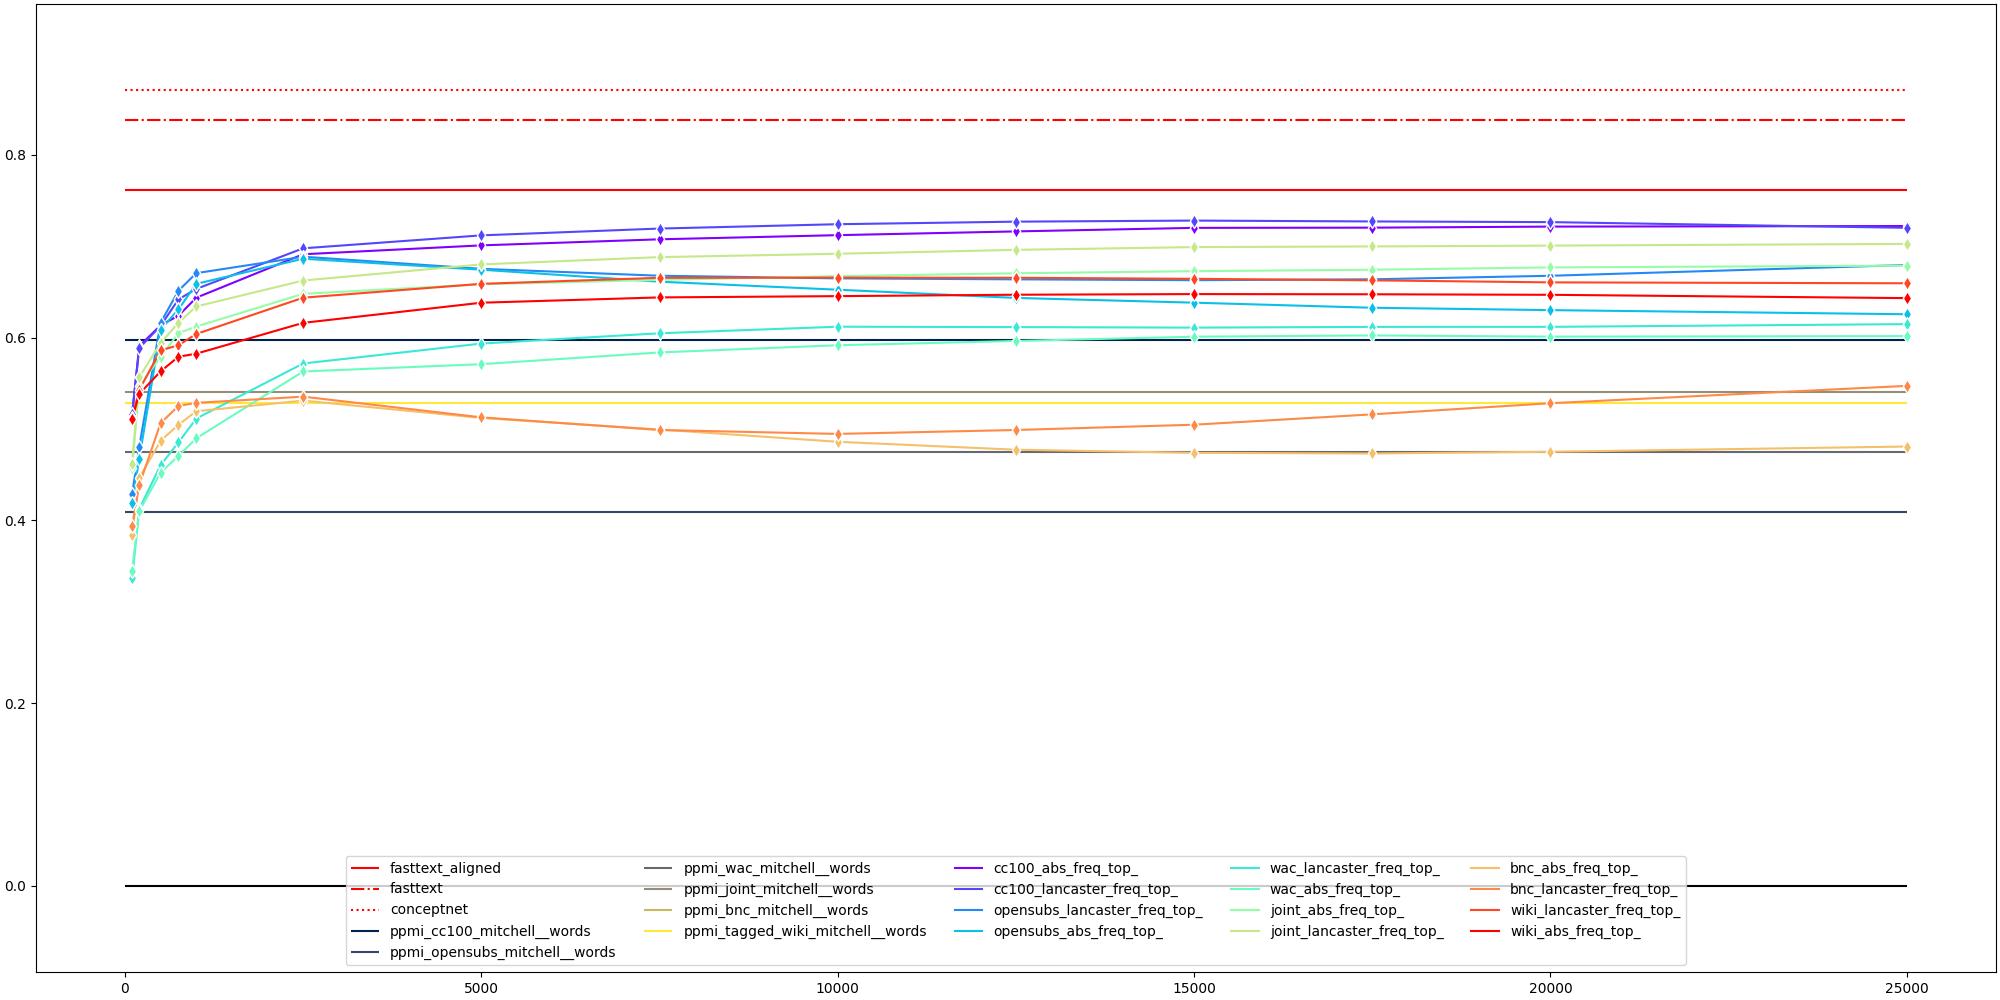 0.8
0.6
0.4
0.2
0.0
fasttext_aligned
fasttext
conceptnet
ppmi_cc100_mitchell__words
ppmi_opensubs_mitchell__words
ppmi_wac_mitchell__words
ppmi_joint_mitchell__words
ppmi_bnc_mitchell__words
ppmi_tagged_wiki_mitchell__words
cc100_abs_freq_top_
cc100_lancaster_freq_top_
opensubs_lancaster_freq_top_
opensubs_abs_freq_top_
wac_lancaster_freq_top_
wac_abs_freq_top_
joint_abs_freq_top_
joint_lancaster_freq_top_
bnc_abs_freq_top_
bnc_lancaster_freq_top_
wiki_lancaster_freq_top_
wiki_abs_freq_top_
0 5000 10000 15000 20000 25000